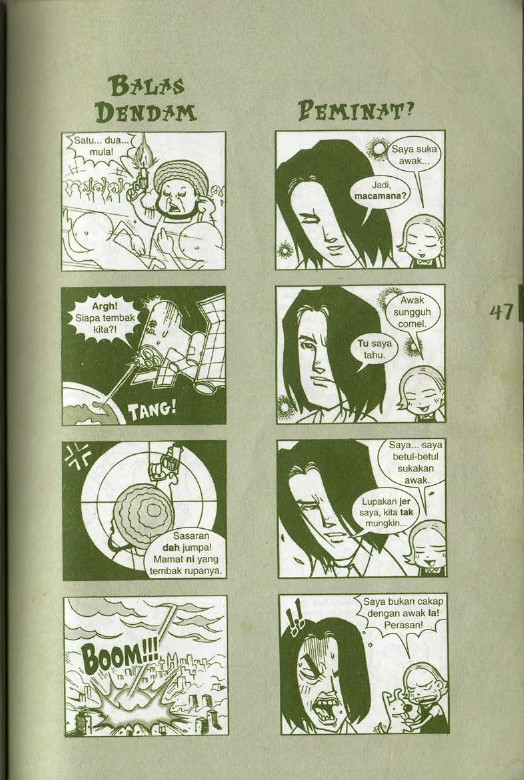 BALAS
DENDAM
Satu... dua...
mula!
Argh!
Siapa tembak
kita?!
TANG!
Sasaran
dah jumpa!
Mamat ni yang
tembak rupanya.
BOOM!!!
PEMINAT?
Saya suka
awak...
Jadi,
macamana?
Awak
sungguh
comel.
Tu saya
tahu.
Saya... saya
betul-betul
sukakan
awak.
Lupakan jer
saya, kita tak
mungkin...
!!
Saya bukan cakap
dengan awak la!
Perasan!
47